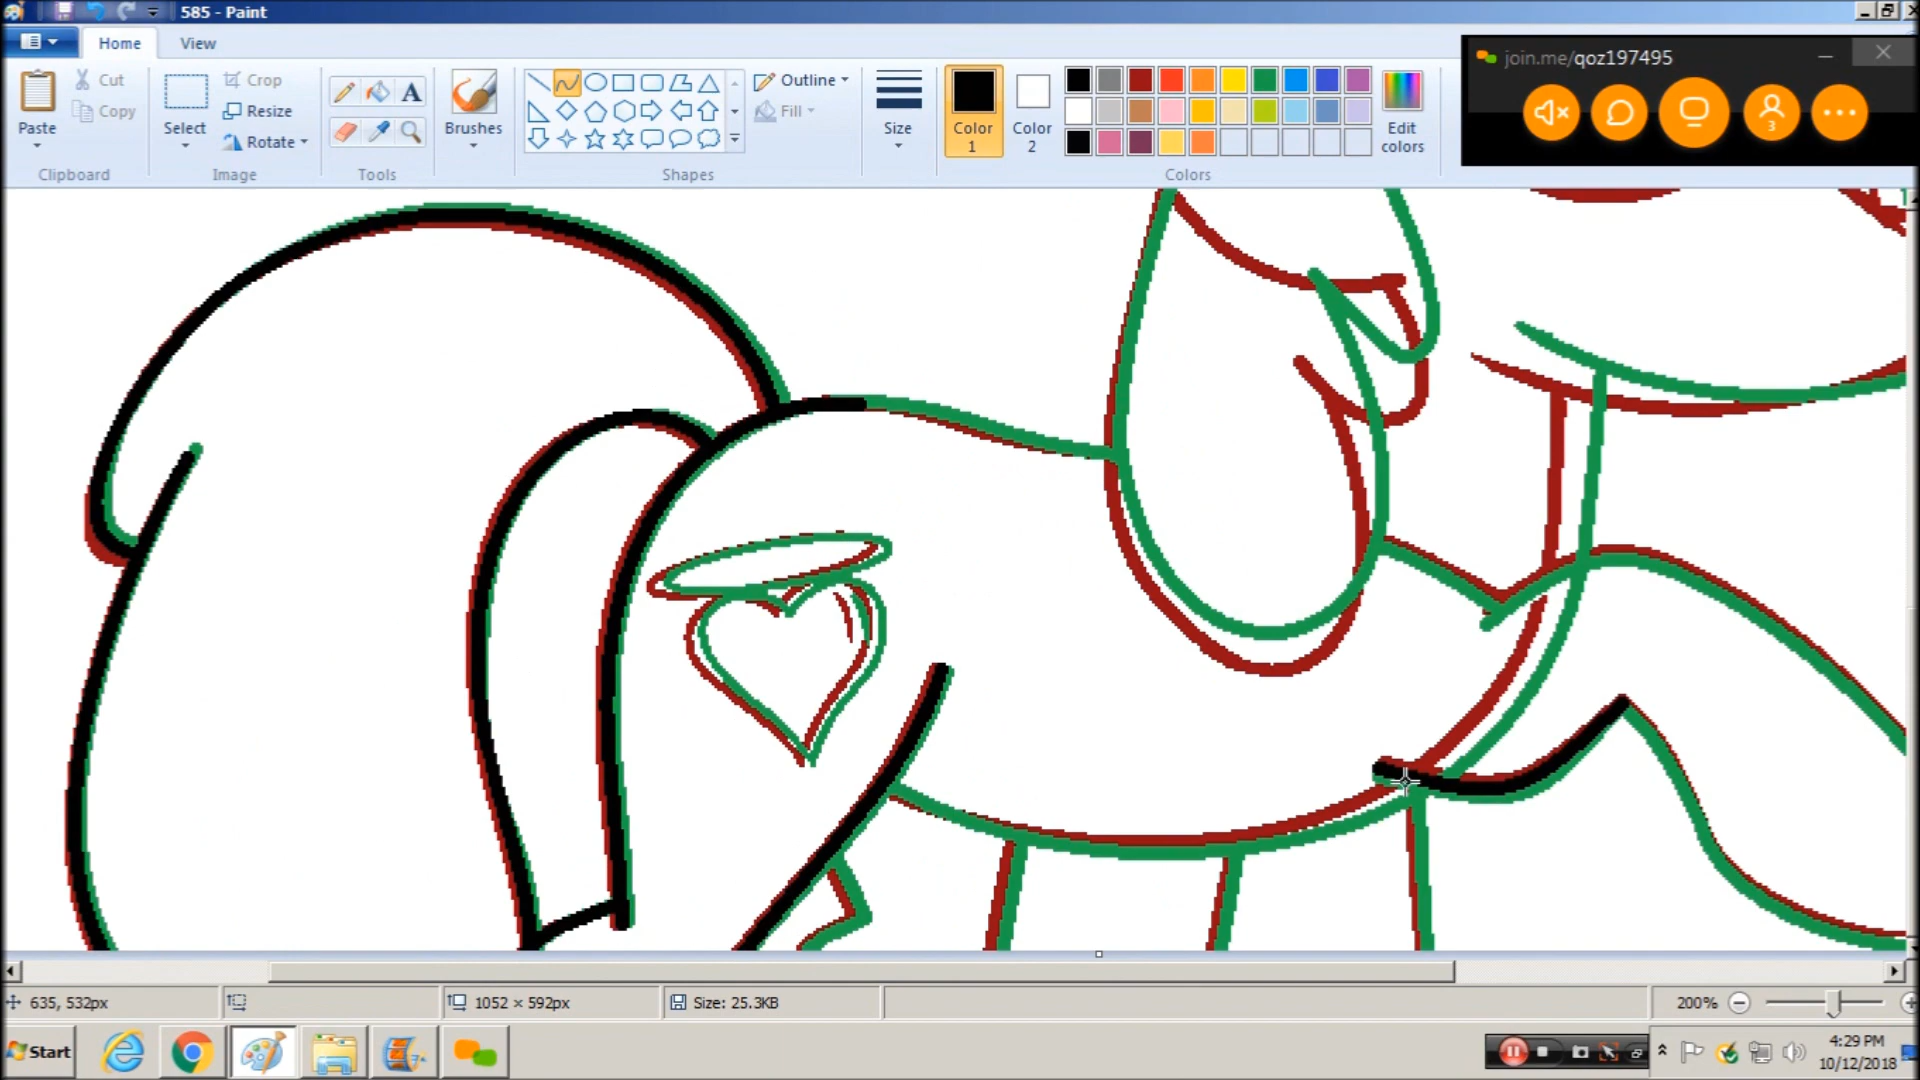 585 - Paint
Home
View
join.me/qoz197495
Paste
Cut
Copy
Clipboard
Select
Crop
Resize
Rotate
Image
A
Tools
Brushes
Outline
Fill
Shapes
Size
Color
1
Color
2
Edit
colors
Colors
3
635, 532px
1052 × 592px
Size: 25.3KB
200%
Start
4:29 PM
10/12/2018